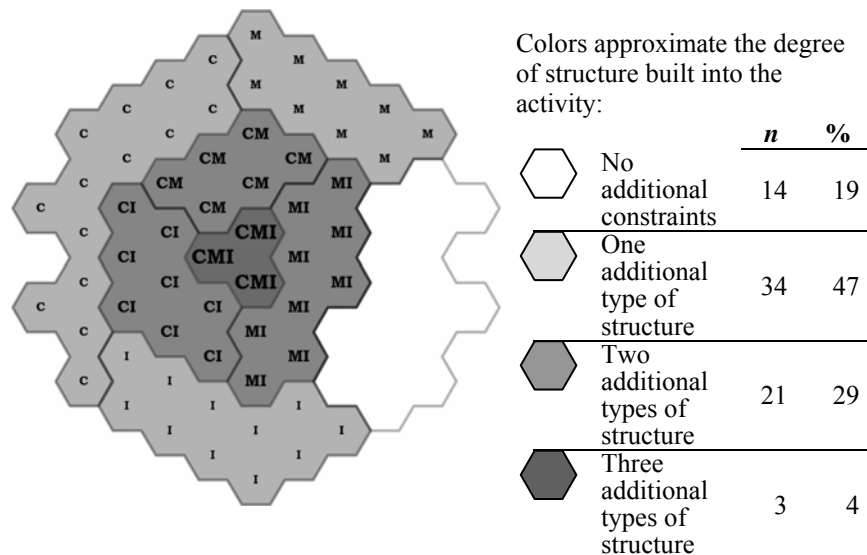 M
C M
C M M
C C M M
C C CM M M
C CM CM M
C CM CM MI
C CI CM MI
C CI CMI MI
CI CMI MI
C CI CMI MI
C CI CI MI
C CI MI
I CI MI
C I MI
I I I
I I I
I I
I
Colors approximate the degree
of structure built into the
activity:
n %
No
additional
constraints
14 19
One
additional
type of
structure
34 47
Two
additional
types of
structure
21 29
Three
additional
types of
structure
3 4